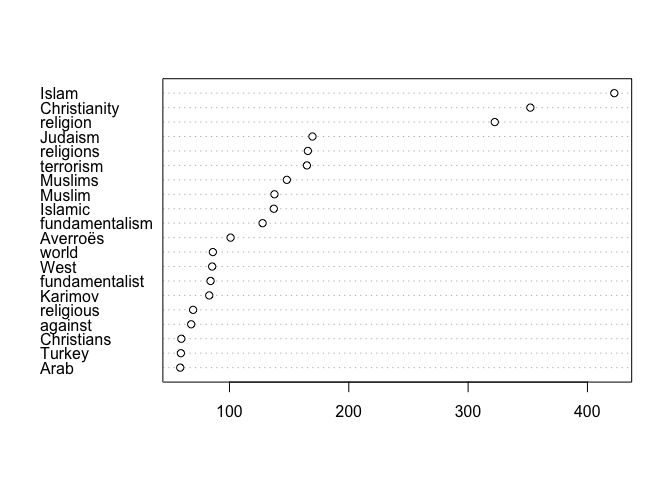 Islam
Christianity
religion
Judaism
religions
terrorism
Muslims
Muslim
Islamic
fundamentalism
Averroës
world
West
fundamentalist
Karimov
religious
against
Christians
Turkey
Arab
100 200 300 400